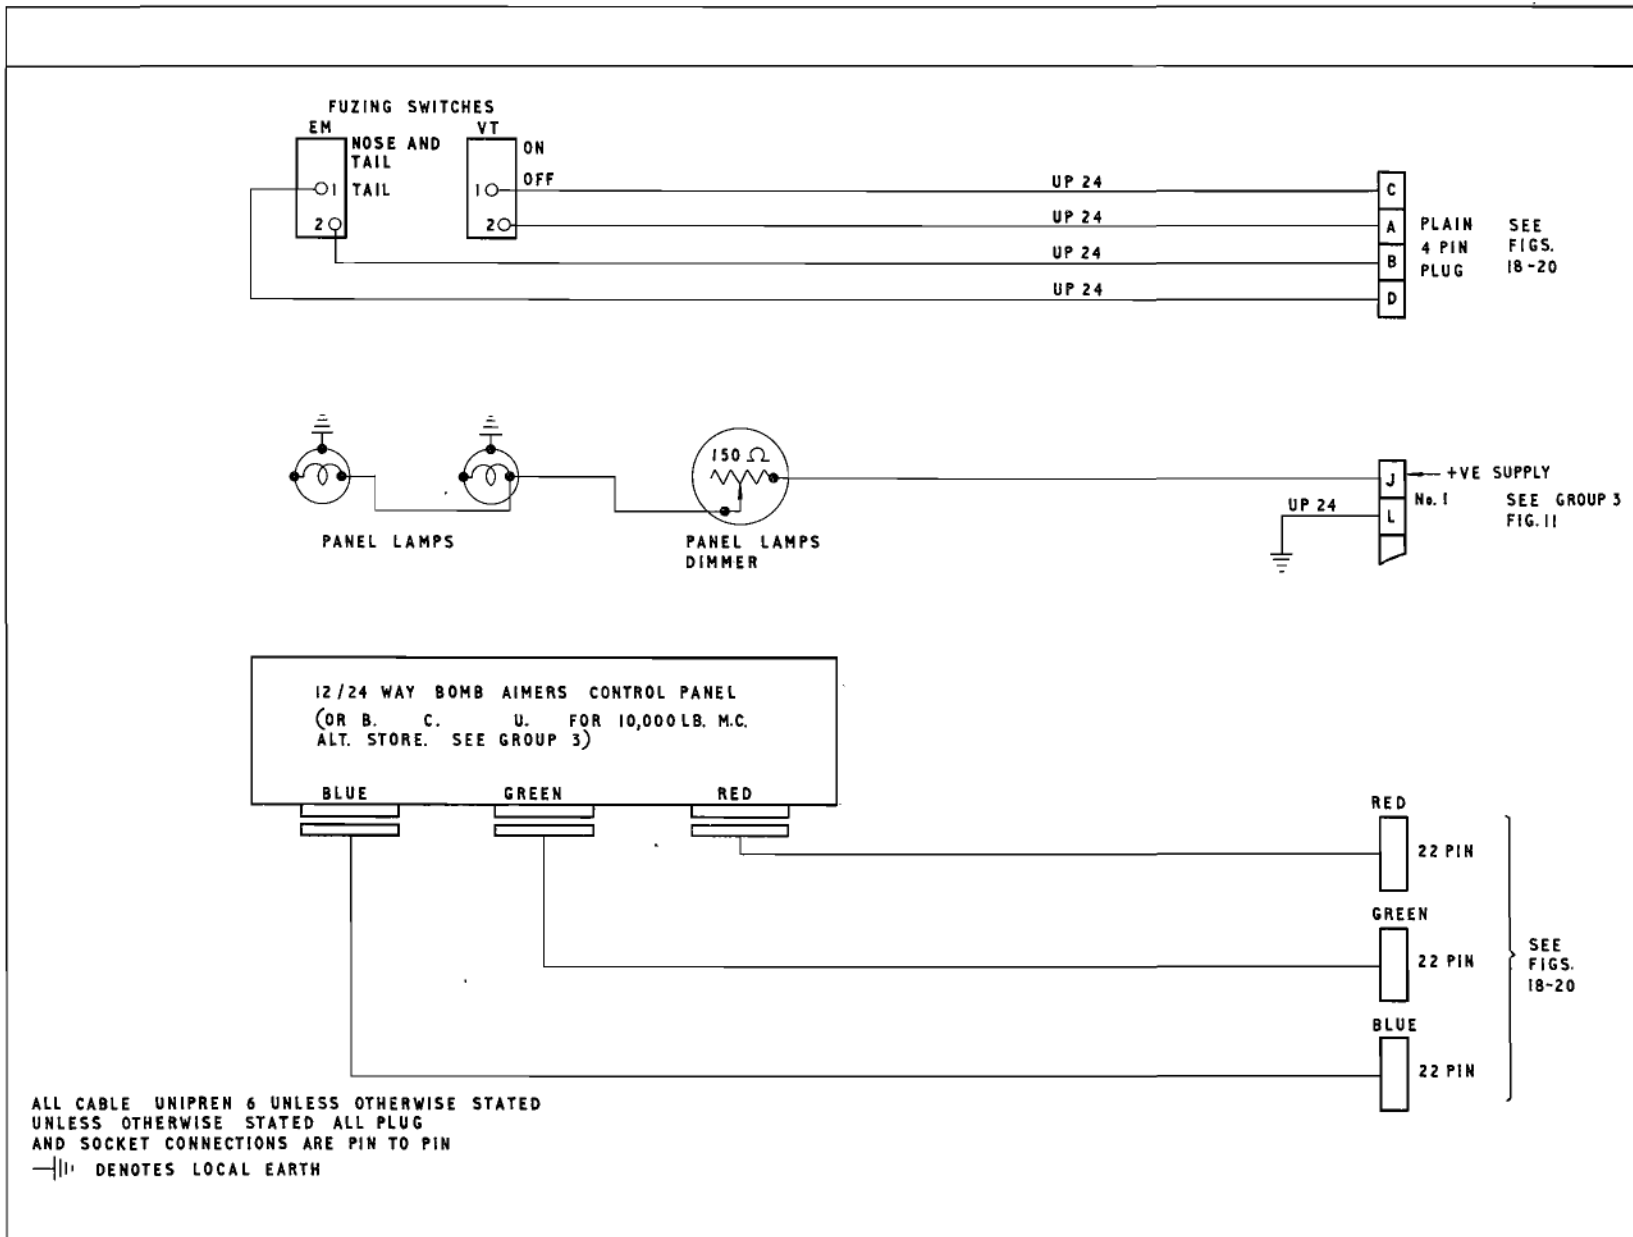 FUZING SWITCHES
EM
VT
NOSE AND
TAIL
ON
1 TAIL
1
OFF
2
2
UP 24
C
UP 24
A
UP 24
B
UP 24
D
PLAIN
4 PIN
PLUG
SEE
FIGS.
18-20
150 Ω
PANEL LAMPS
PANEL LAMPS
DIMMER
J
+VE SUPPLY
No. 1
UP 24
L
SEE GROUP 3
FIG. 11
12/24 WAY BOMB AIMERS CONTROL PANEL
(OR B. C. U. FOR 10,000 LB. M.C.
ALT. STORE. SEE GROUP 3)
BLUE
GREEN
RED
RED
22 PIN
GREEN
22 PIN
BLUE
22 PIN
SEE
FIGS.
18-20
ALL CABLE UNIPREN 6 UNLESS OTHERWISE STATED
UNLESS OTHERWISE STATED ALL PLUG
AND SOCKET CONNECTIONS ARE PIN TO PIN
DENOTES LOCAL EARTH